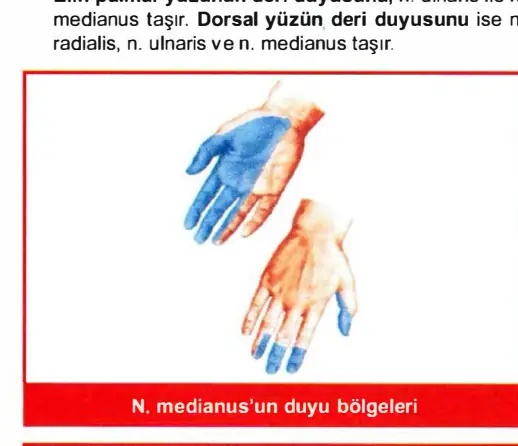 medianus taşır. Dorsal yüzün deri duyusunu ise n
radialis, n. ulnaris ve n. medianus taşır.
N. medianus'un duyu bölgeleri